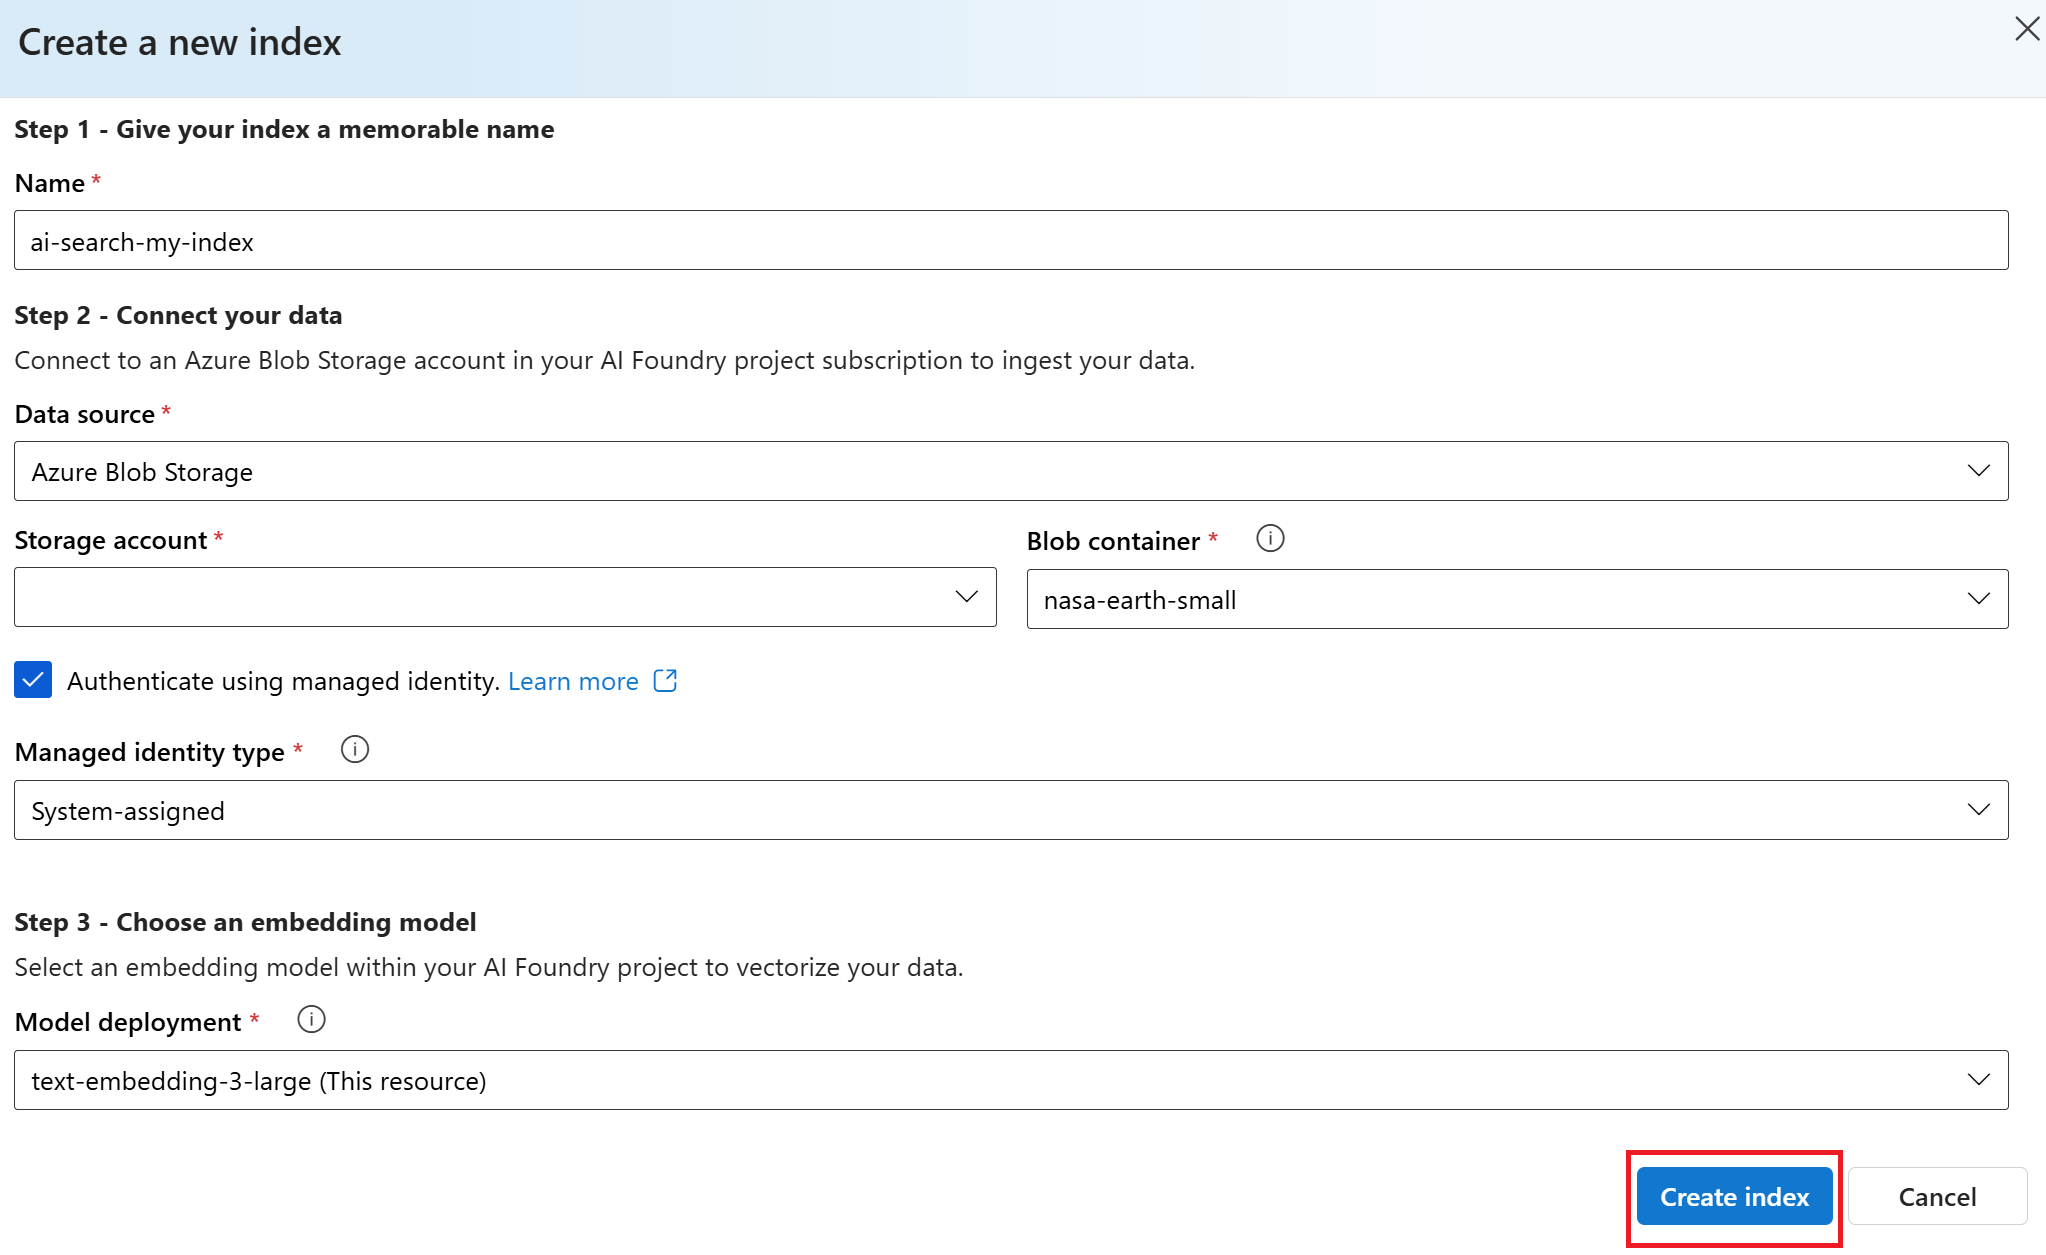 Create a new index
Step 1 - Give your index a memorable name
Name *
ai-search-my-index
Step 2 - Connect your data
Connect to an Azure Blob Storage account in your AI Foundry project subscription to ingest your data.
Data source *
Azure Blob Storage
Storage account *
Blob container *
nasa-earth-small
Authenticate using managed identity. Learn more
Managed identity type *
System-assigned
Step 3 - Choose an embedding model
Select an embedding model within your AI Foundry project to vectorize your data.
Model deployment *
text-embedding-3-large (This resource)
Create index
Cancel